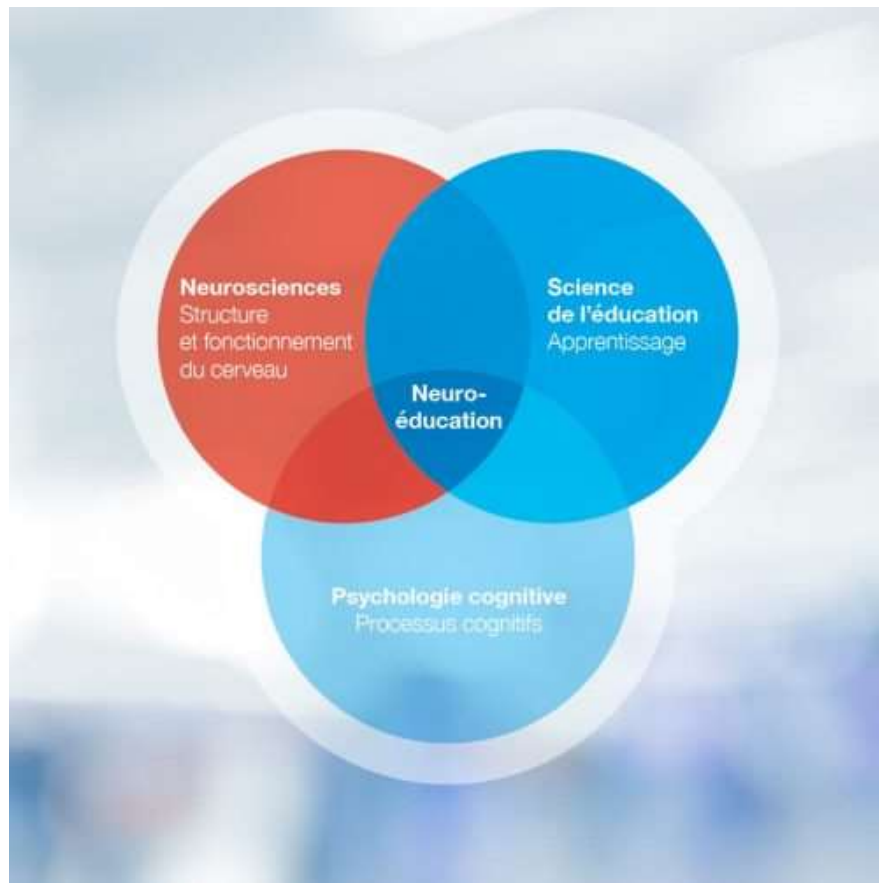 Neurosciences
Structure
et fonctionnement
du cerveau
Science
de l'éducation
Apprentissage
Neuro-
éducation
Psychologie cognitive
Processus cognitifs